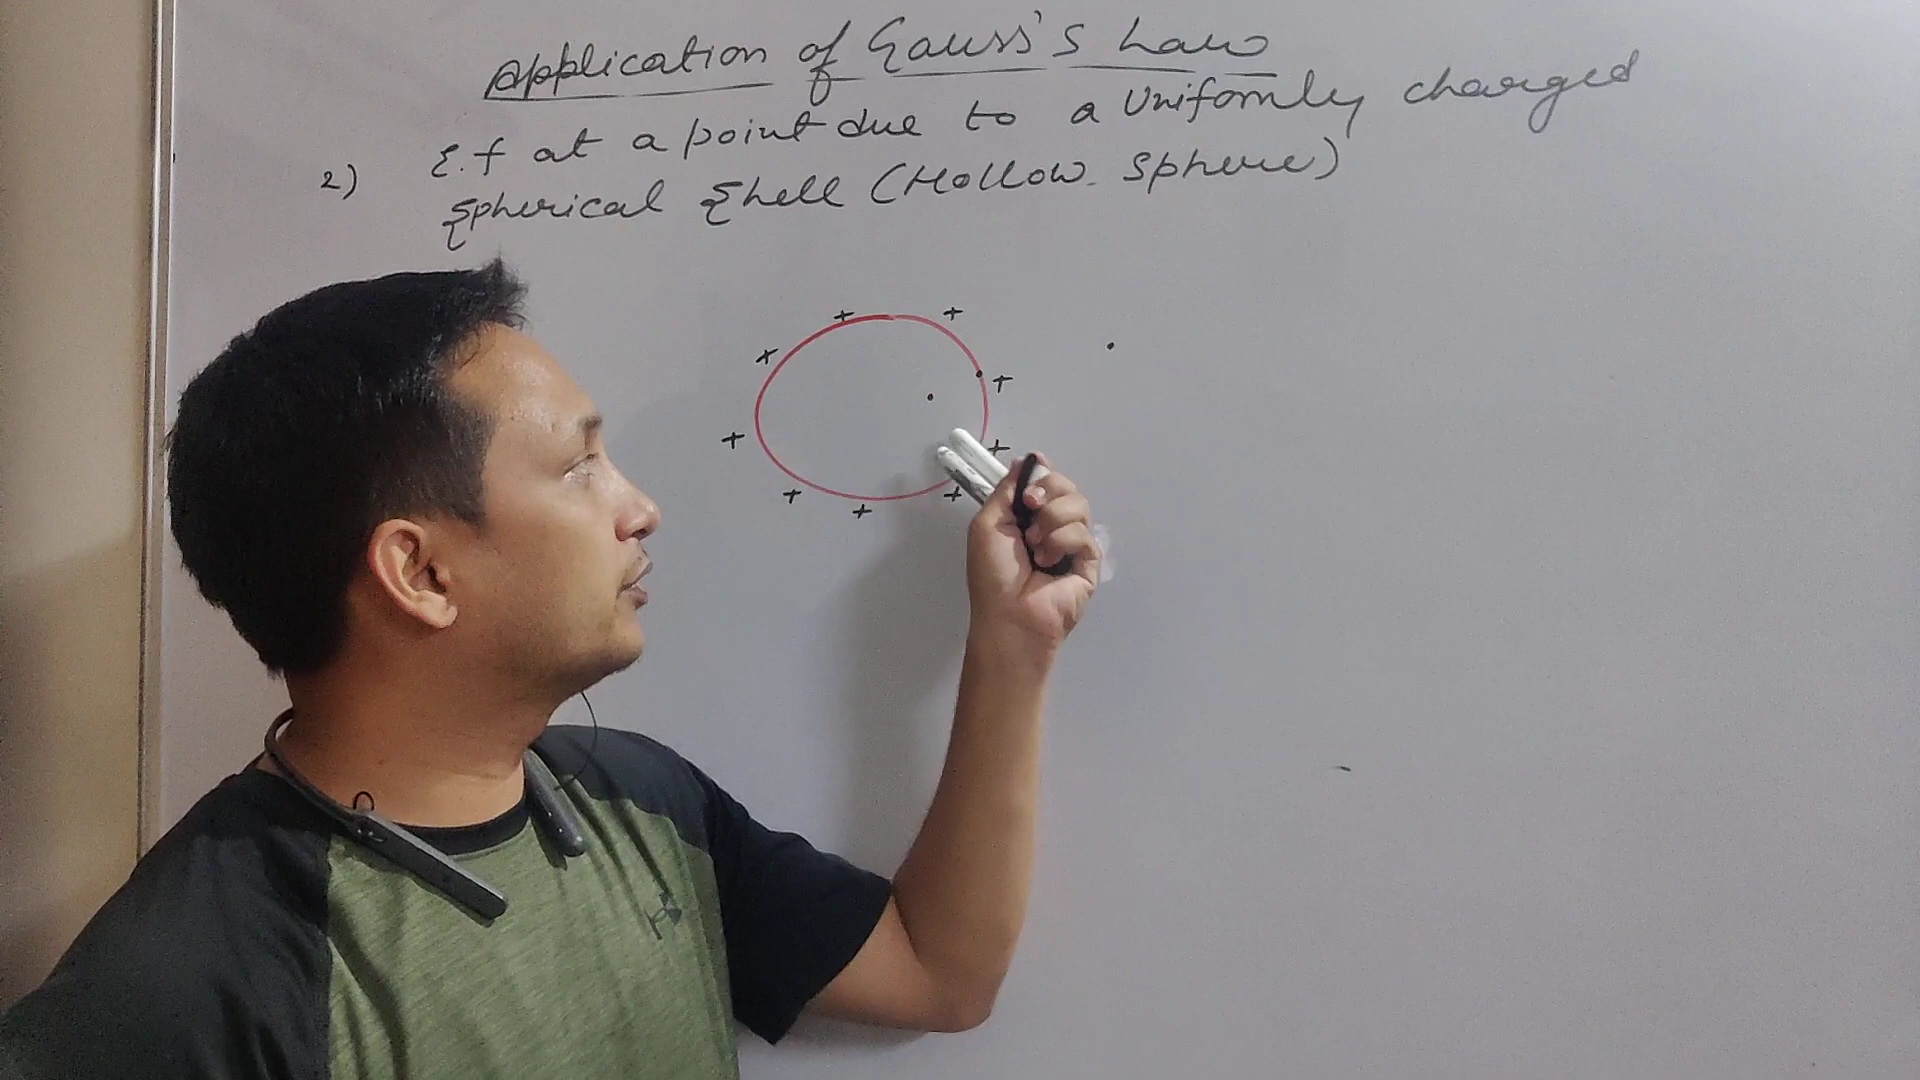 Application of Gauss's Law
2) E.f at a point due to a Uniformly charged
Spherical Shell (Hollow. Sphere)
+ +
+
+
+ +
+ +
+